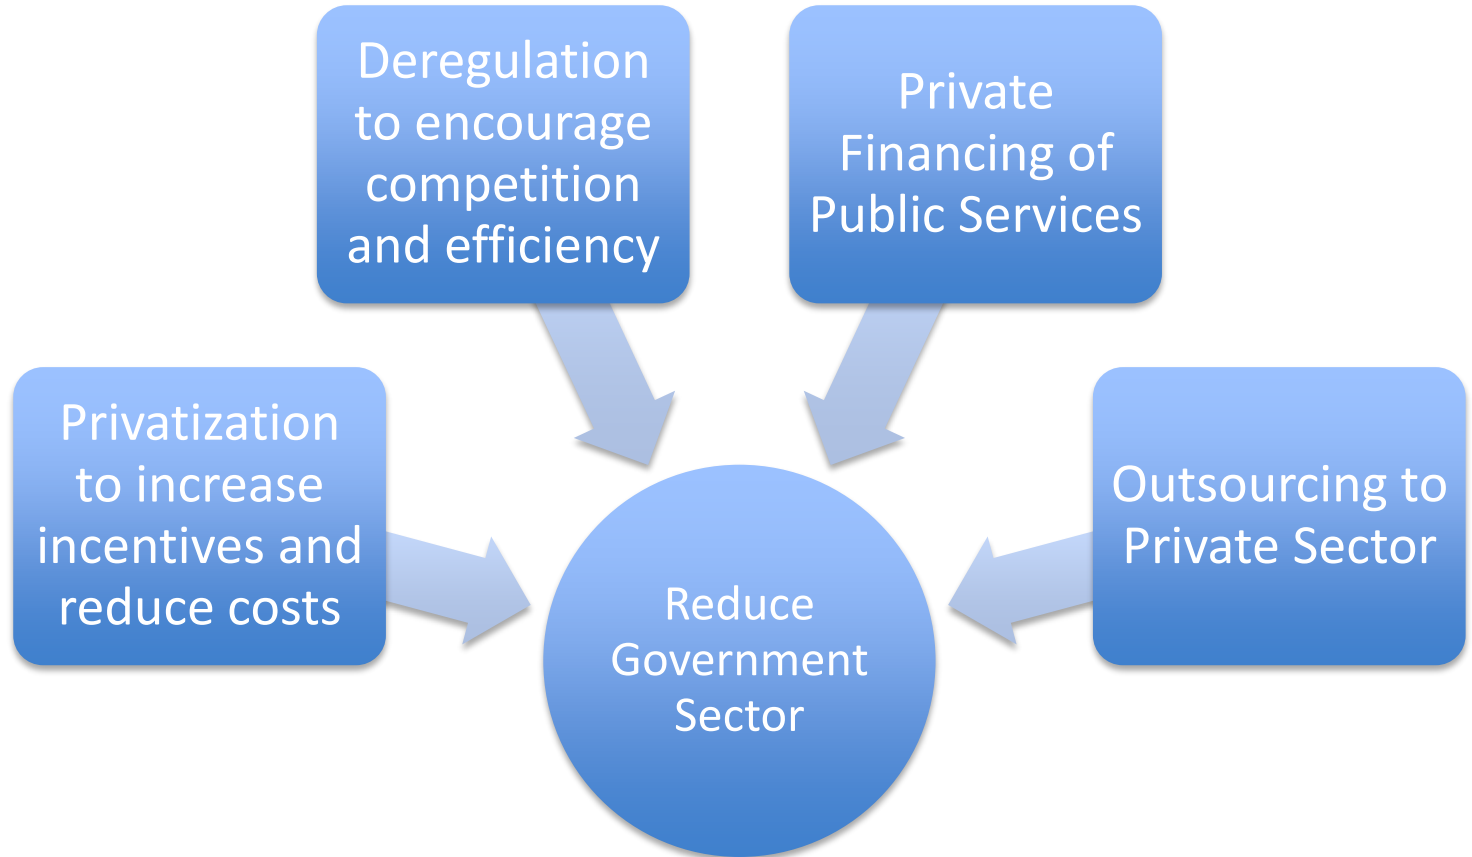 Deregulation
to encourage
competition
and efficiency
Private
Financing of
Public Services
Privatization
to increase
incentives and
reduce costs
Outsourcing to
Private Sector
Reduce
Government
Sector